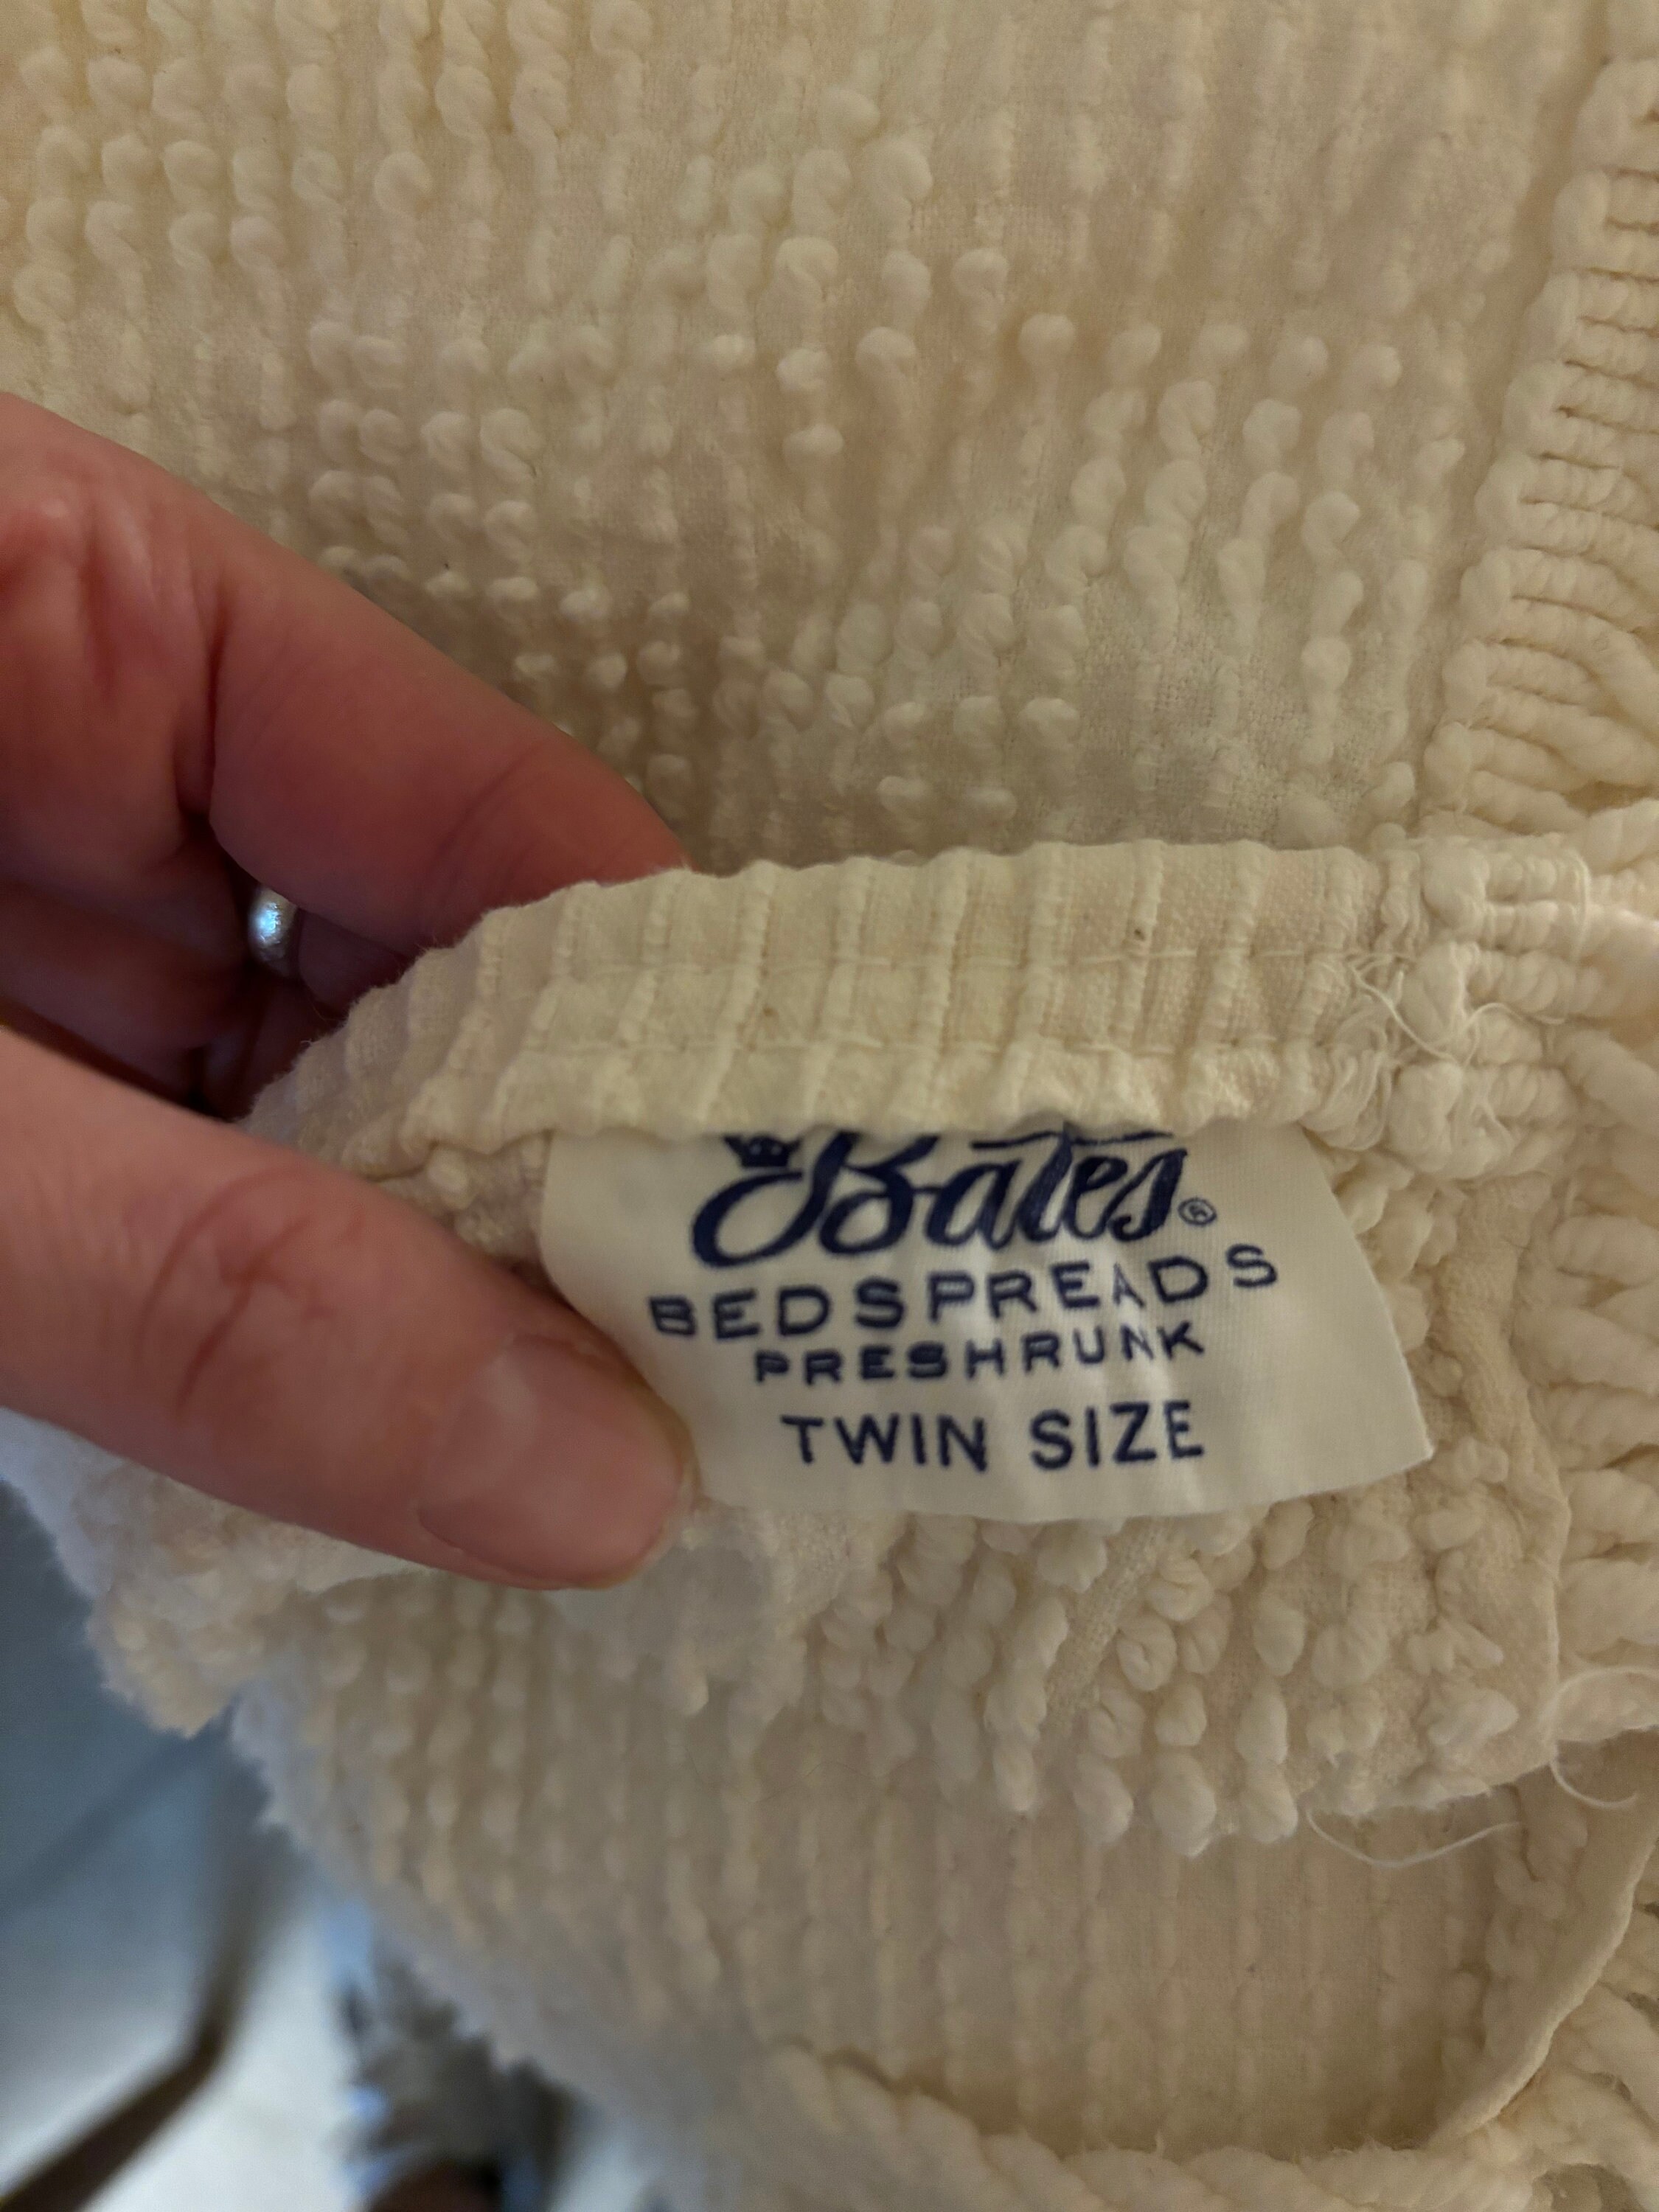 Bates®
BEDSPREADS
PRESHRUNK
TWIN SIZE